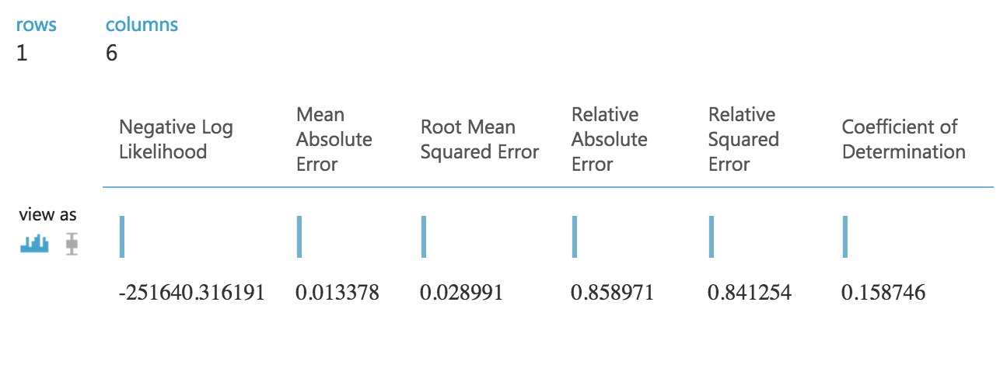 rows columns
1 6
Negative Log Likelihood
Mean Absolute Error
Root Mean Squared Error
Relative Absolute Error
Relative Squared Error
Coefficient of Determination
view as
-251640.316191 0.013378 0.028991 0.858971 0.841254 0.158746